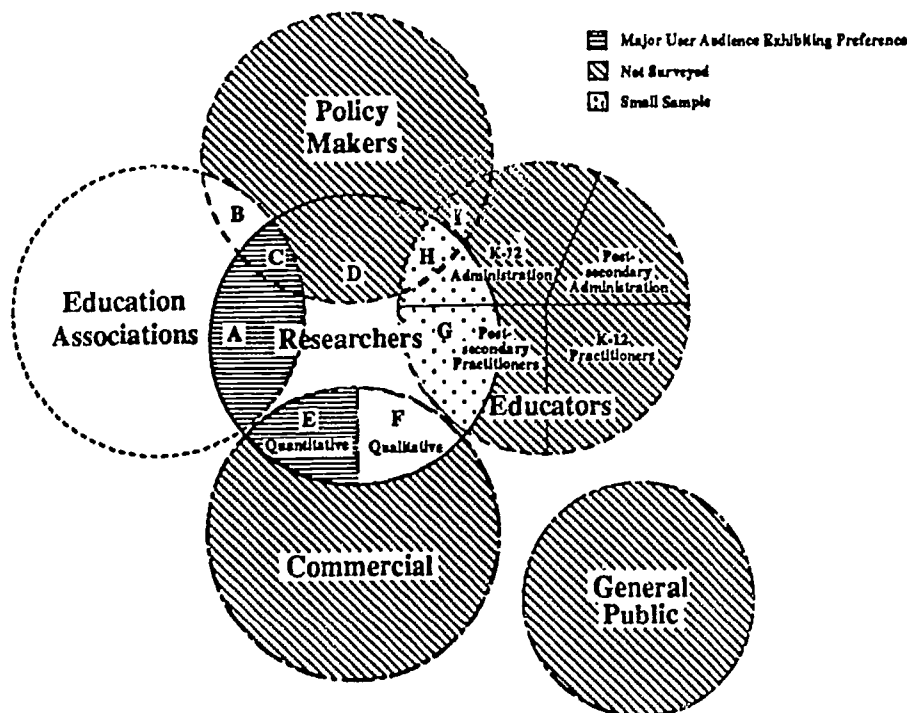 Major User Audience Exhibiting Preference
Not Surveyed
Small Sample
Policy
Makers
B
C
D
H
K-12
Administration
Post-
secondary
Administration
Education
Associations
A
Researchers
G
Post-
secondary
Practitioners
K-12
Practitioners
Educators
E
Quantitative
F
Qualitative
Commercial
General
Public